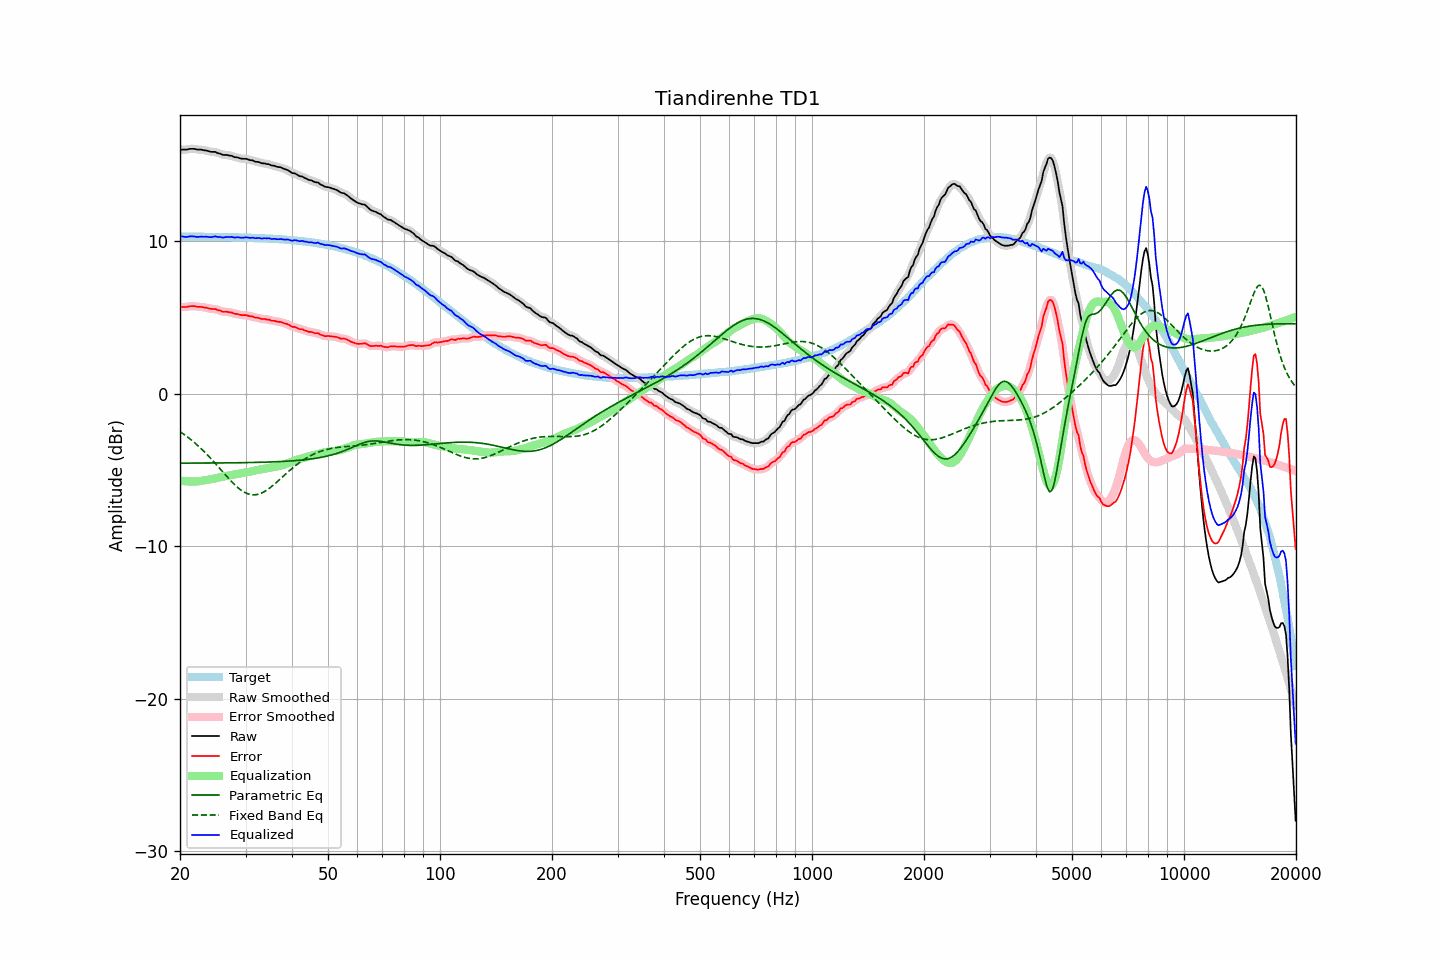 Tiandirenhe TD1
Amplitude (dBr)
10
0
−10
−20
−30
Target
Raw Smoothed
Error Smoothed
Raw
Error
Equalization
Parametric Eq
Fixed Band Eq
Equalized
20 50 100 200 500 1000 2000 5000 10000 20000
Frequency (Hz)